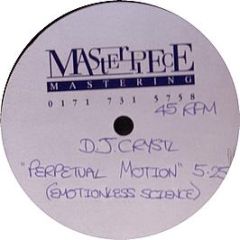 MASTERPIECE
MASTERING
0171 731 5758
45 RPM
D.J. CRYSTL
"PERPETUAL MOTION" 5.25
(EMOTIONLESS SCIENCE)